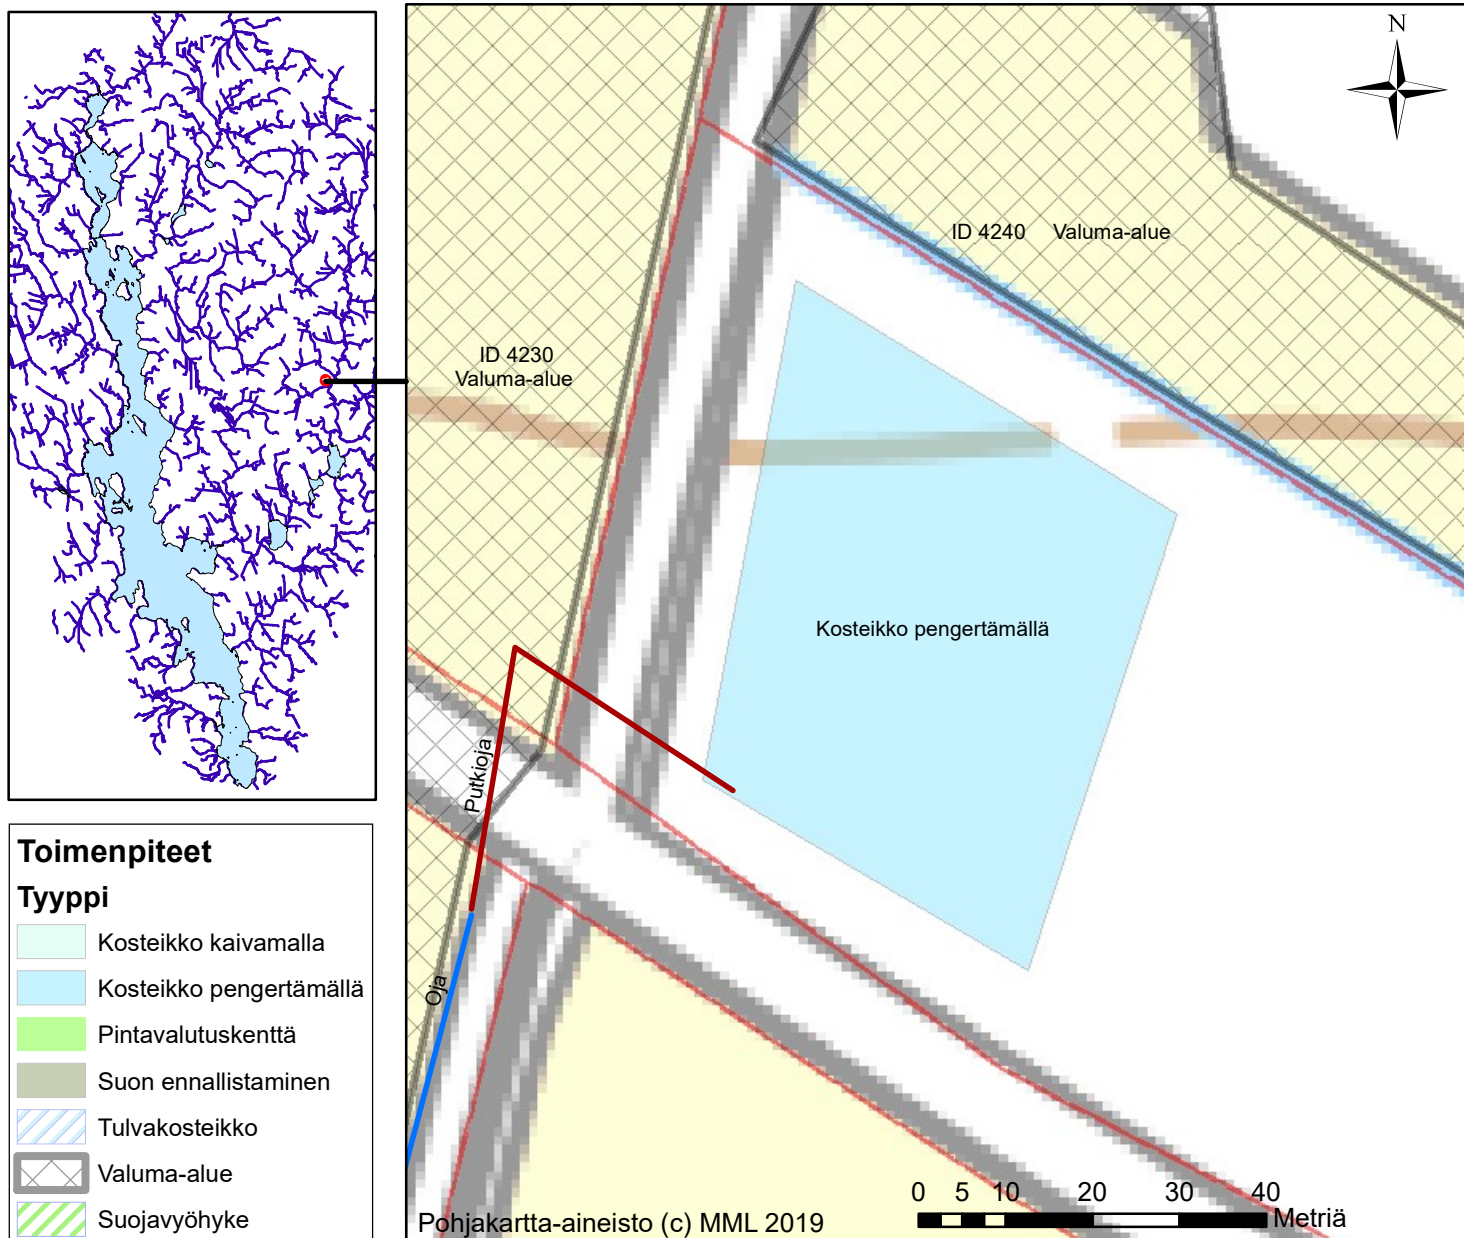 N
ID 4240 Valuma-alue
ID 4230
Valuma-alue
Kosteikko pengertämällä
Putkioja
Oja
Toimenpiteet
Tyyppi
Kosteikko kaivamalla
Kosteikko pengertämällä
Pintavalutuskenttä
Suon ennallistaminen
Tulvakosteikko
Valuma-alue
Suojavyöhyke
0 5 10 20 30 40
Metriä
Pohjakartta-aineisto (c) MML 2019